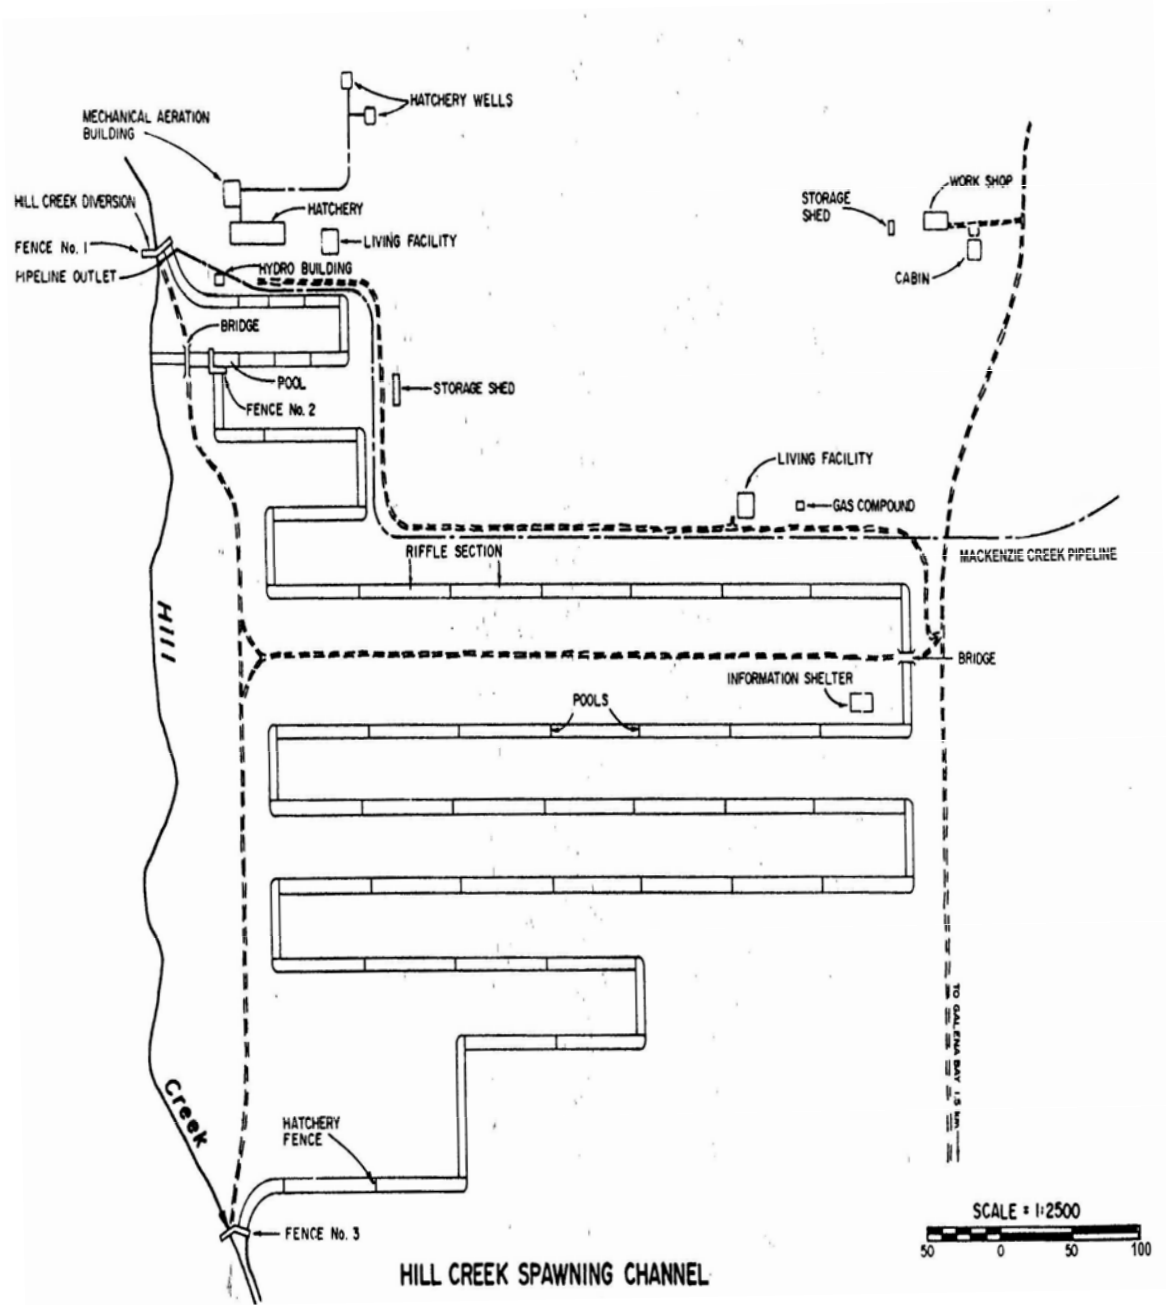 HATCHERY WELLS
MECHANICAL AERATION
BUILDING
HILL CREEK DIVERSION
HATCHERY
FENCE No. 1
LIVING FACILITY
PIPELINE OUTLET
HYDRO BUILDING
WORK SHOP
STORAGE
SHED
CABIN
BRIDGE
POOL
STORAGE SHED
FENCE No. 2
LIVING FACILITY
GAS COMPOUND
RIFFLE SECTION
MACKENZIE CREEK PIPELINE
Hill
BRIDGE
INFORMATION SHELTER
POOLS
TO GALENA BAY 1.5 km.
Creek
HATCHERY
FENCE
FENCE No. 3
SCALE = 1:2500
50 0 50 100
HILL CREEK SPAWNING CHANNEL